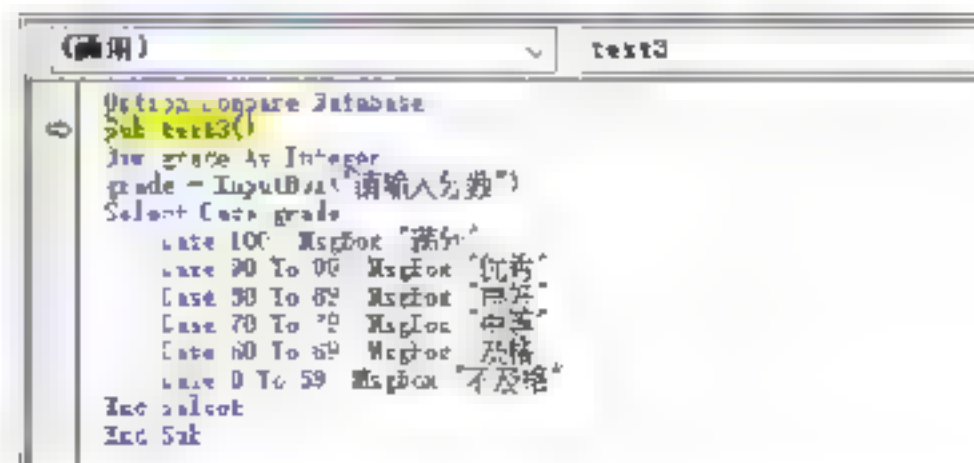 (通用) test3
Option Compare Database
Sub test3()
Dim grade As Integer
grade = InputBox("请输入分数")
Select Case grade
Case 100 MsgBox "满分"
Case 90 To 99 MsgBox "优秀"
Case 80 To 89 MsgBox "良好"
Case 70 To 79 MsgBox "中等"
Case 60 To 69 MsgBox "及格"
Case 0 To 59 MsgBox "不及格"
End Select
End Sub